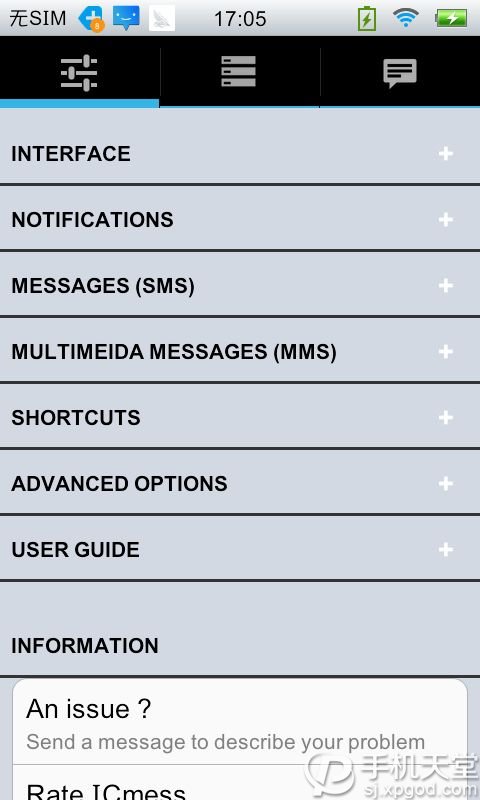 无SIM 8 17:05
INTERFACE
NOTIFICATIONS
MESSAGES (SMS)
MULTIMEIDA MESSAGES (MMS)
SHORTCUTS
ADVANCED OPTIONS
USER GUIDE
INFORMATION
An issue ?
Send a message to describe your problem
Rate ICmess
手机天堂
sj.xpgod.com